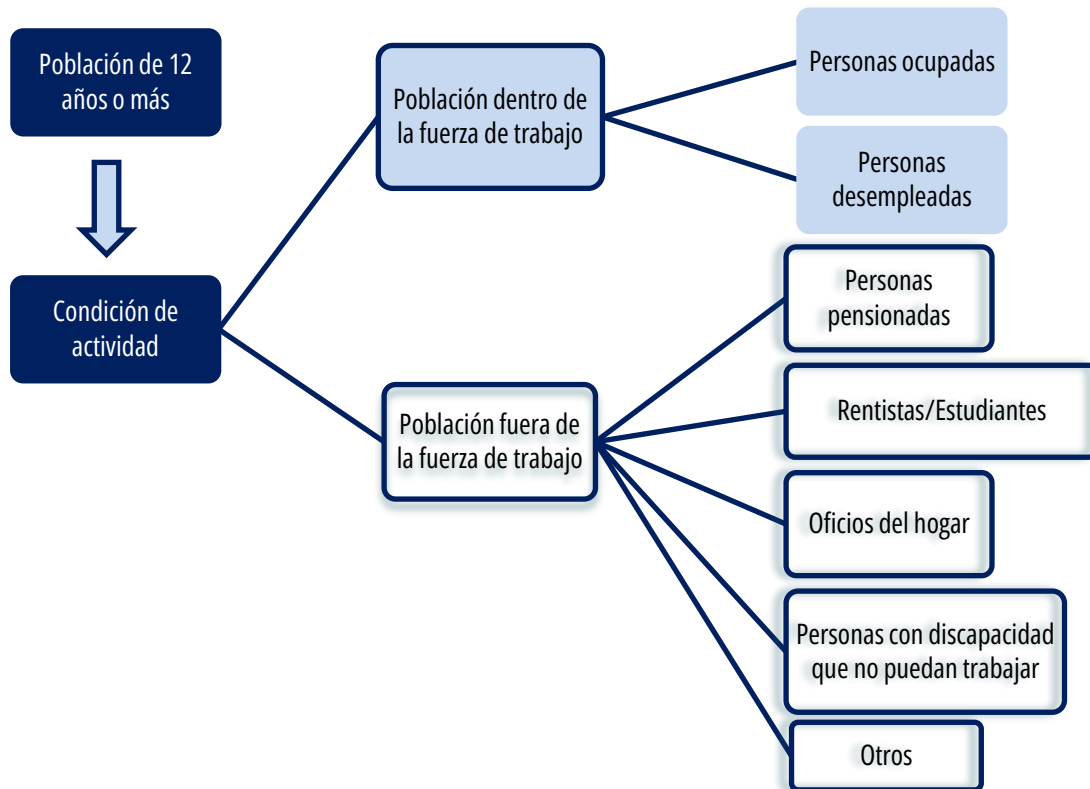 Población de 12
años o más
Condición de
actividad
Población dentro de
la fuerza de trabajo
Personas ocupadas
Personas
desempleadas
Población fuera de
la fuerza de trabajo
Personas
pensionadas
Rentistas/Estudiantes
Oficios del hogar
Personas con discapacidad
que no puedan trabajar
Otros